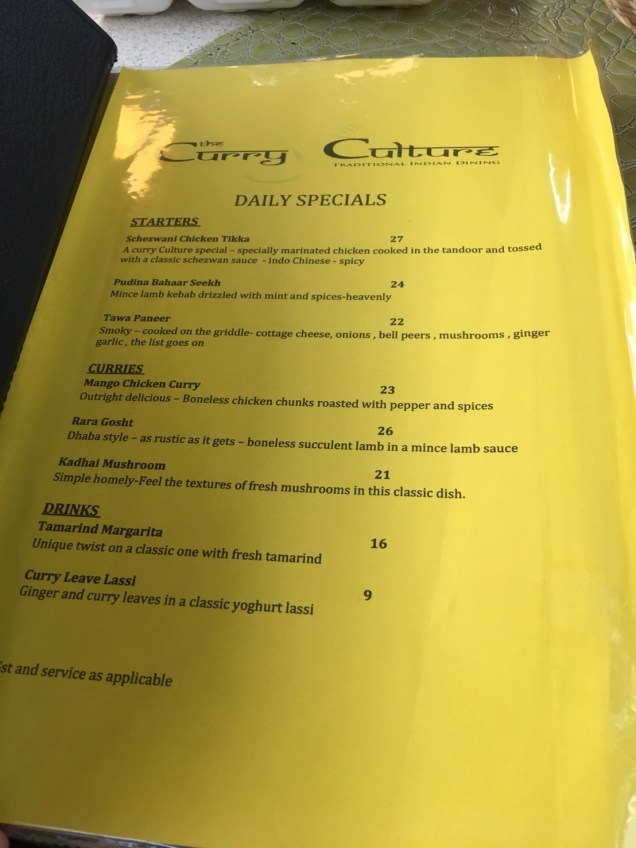 the Curry Culture
TRADITIONAL INDIAN DINING
DAILY SPECIALS
STARTERS
Schezwani Chicken Tikka 27
A curry Culture special – specially marinated chicken cooked in the tandoor and tossed
with a classic schezwan sauce - indo Chinese - spicy
Pudina Bahaar Seekh 24
Mince lamb kebab drizzled with mint and spices-heavenly
Tawa Paneer 22
Smoky – cooked on the griddle- cottage cheese, onions , bell peers , mushrooms , ginger
garlic , the list goes on
CURRIES
Mango Chicken Curry 23
Outright delicious – Boneless chicken chunks roasted with pepper and spices
Rara Gosht 26
Dhaba style – as rustic as it gets – boneless succulent lamb in a mince lamb sauce
Kadhai Mushroom 21
Simple homely-Feel the textures of fresh mushrooms in this classic dish.
DRINKS
Tamarind Margarita 16
Unique twist on a classic one with fresh tamarind
Curry Leave Lassi 9
Ginger and curry leaves in a classic yoghurt lassi
and service as applicable